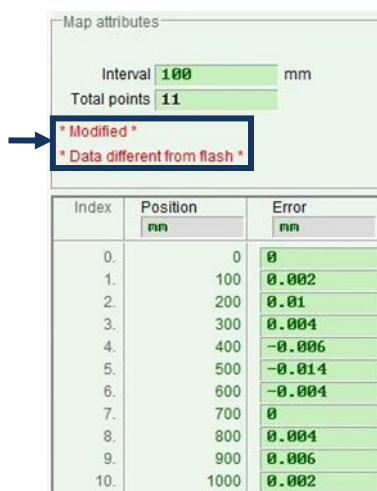 Map attributes
Interval 100 mm
Total points 11
* Modified *
* Data different from flash *
Index Position Error
mm mm
0. 0 0
1. 100 0.002
2. 200 0.01
3. 300 0.004
4. 400 -0.006
5. 500 -0.014
6. 600 -0.004
7. 700 0
8. 800 0.004
9. 900 0.006
10. 1000 0.002